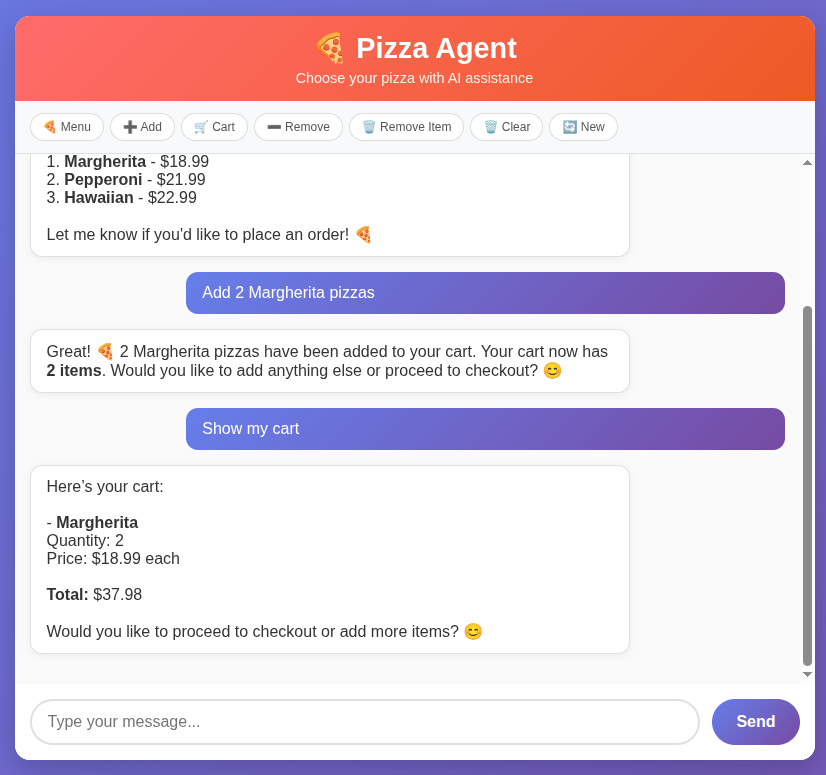 🍕 Pizza Agent
Choose your pizza with AI assistance
🍕 Menu
➕ Add
🛒 Cart
➖ Remove
🗑️ Remove Item
🗑️ Clear
🔄 New
1. Margherita - $18.99
2. Pepperoni - $21.99
3. Hawaiian - $22.99
Let me know if you'd like to place an order! 🍕
Add 2 Margherita pizzas
Great! 🍕 2 Margherita pizzas have been added to your cart. Your cart now has
2 items. Would you like to add anything else or proceed to checkout? 😊
Show my cart
Here’s your cart:
- Margherita
Quantity: 2
Price: $18.99 each
Total: $37.98
Would you like to proceed to checkout or add more items? 😊
Type your message...
Send